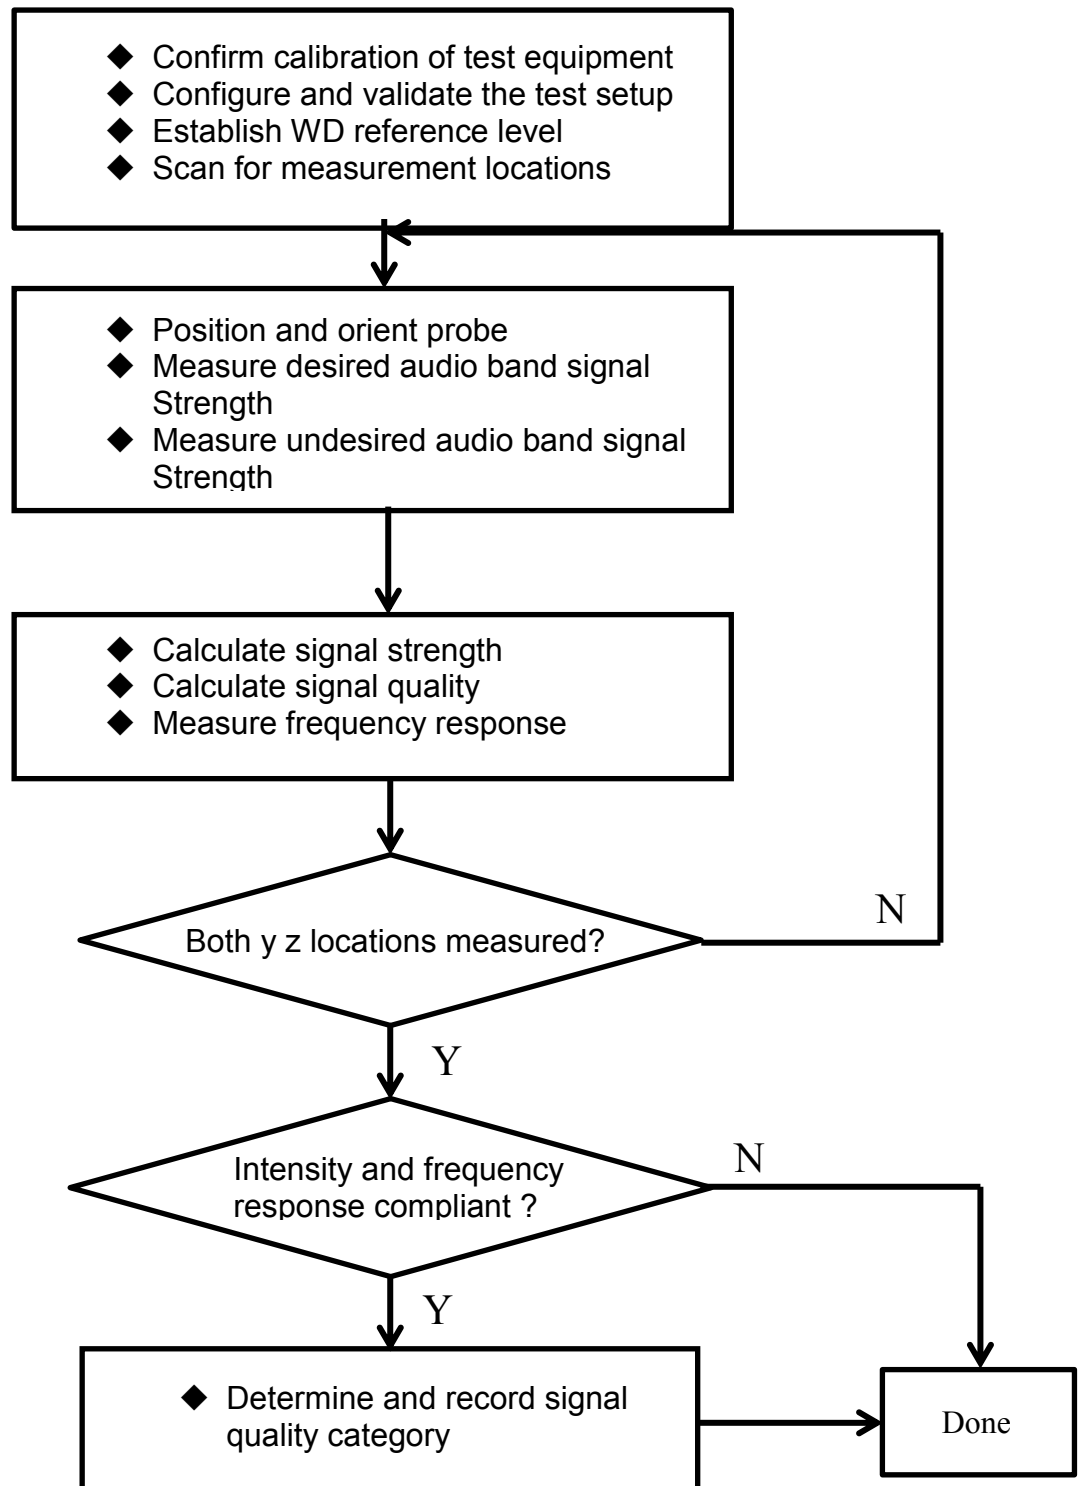 ◆ Confirm calibration of test equipment
◆ Configure and validate the test setup
◆ Establish WD reference level
◆ Scan for measurement locations
◆ Position and orient probe
◆ Measure desired audio band signal
Strength
◆ Measure undesired audio band signal
Strength
◆ Calculate signal strength
◆ Calculate signal quality
◆ Measure frequency response
Both y z locations measured?
N
Y
Intensity and frequency
response compliant ?
N
Y
◆ Determine and record signal
quality category
Done